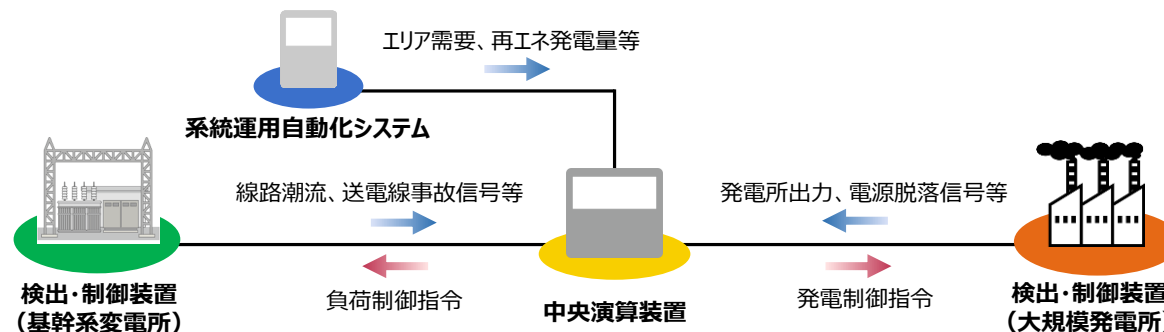 エリア需要、再エネ発電量等
系統運用自動化システム
線路潮流、送電線事故信号等
発電所出力、電源脱落信号等
負荷制御指令
中央演算装置
発電制御指令
検出・制御装置
（基幹系変電所）
検出・制御装置
（大規模発電所）